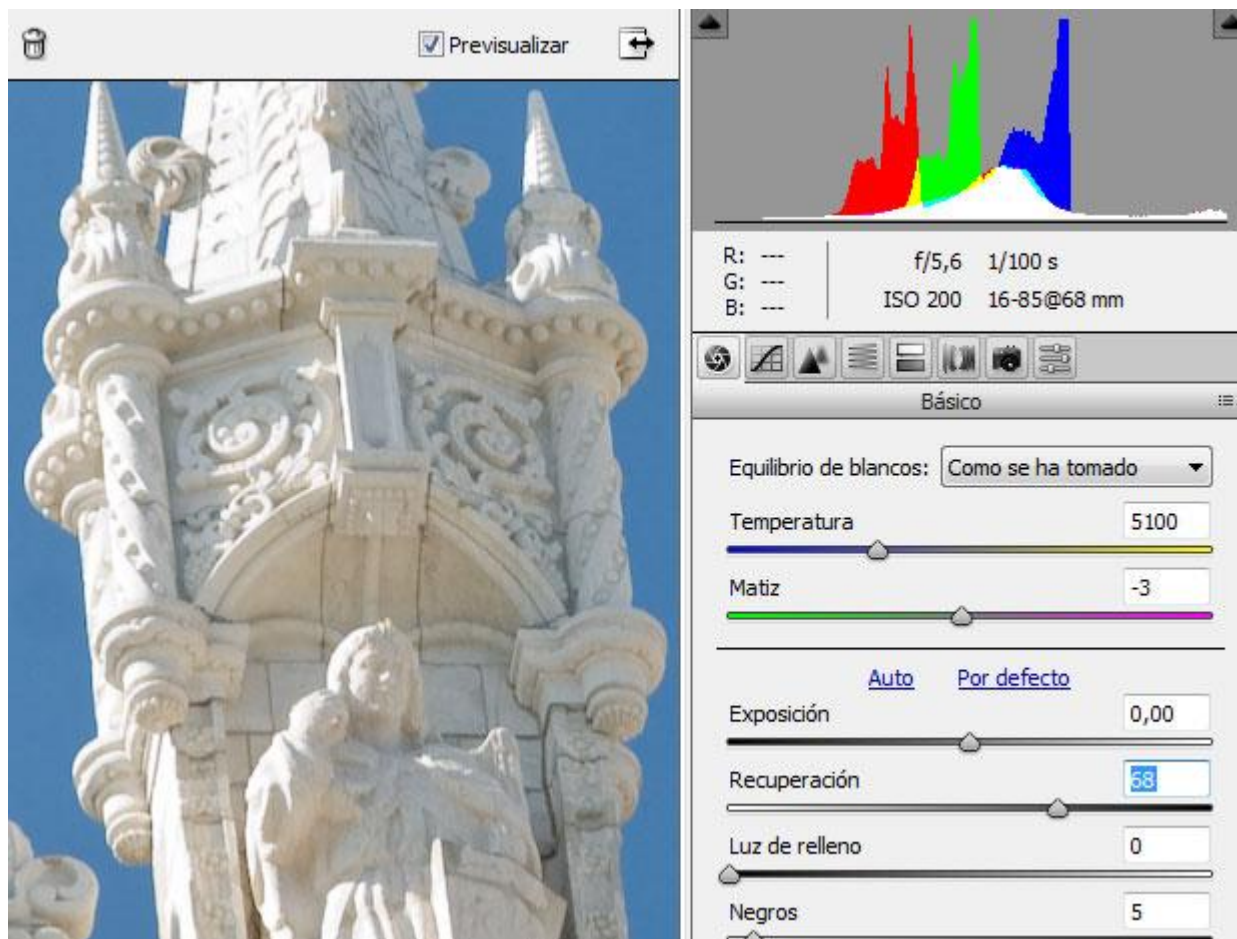 Previsualizar
R: ---
G: ---
B: ---
f/5,6 1/100 s
ISO 200 16-85@68 mm
Básico
Equilibrio de blancos: Como se ha tomado
Temperatura 5100
Matiz -3
Auto Por defecto
Exposición 0,00
Recuperación 68
Luz de relleno 0
Negros 5